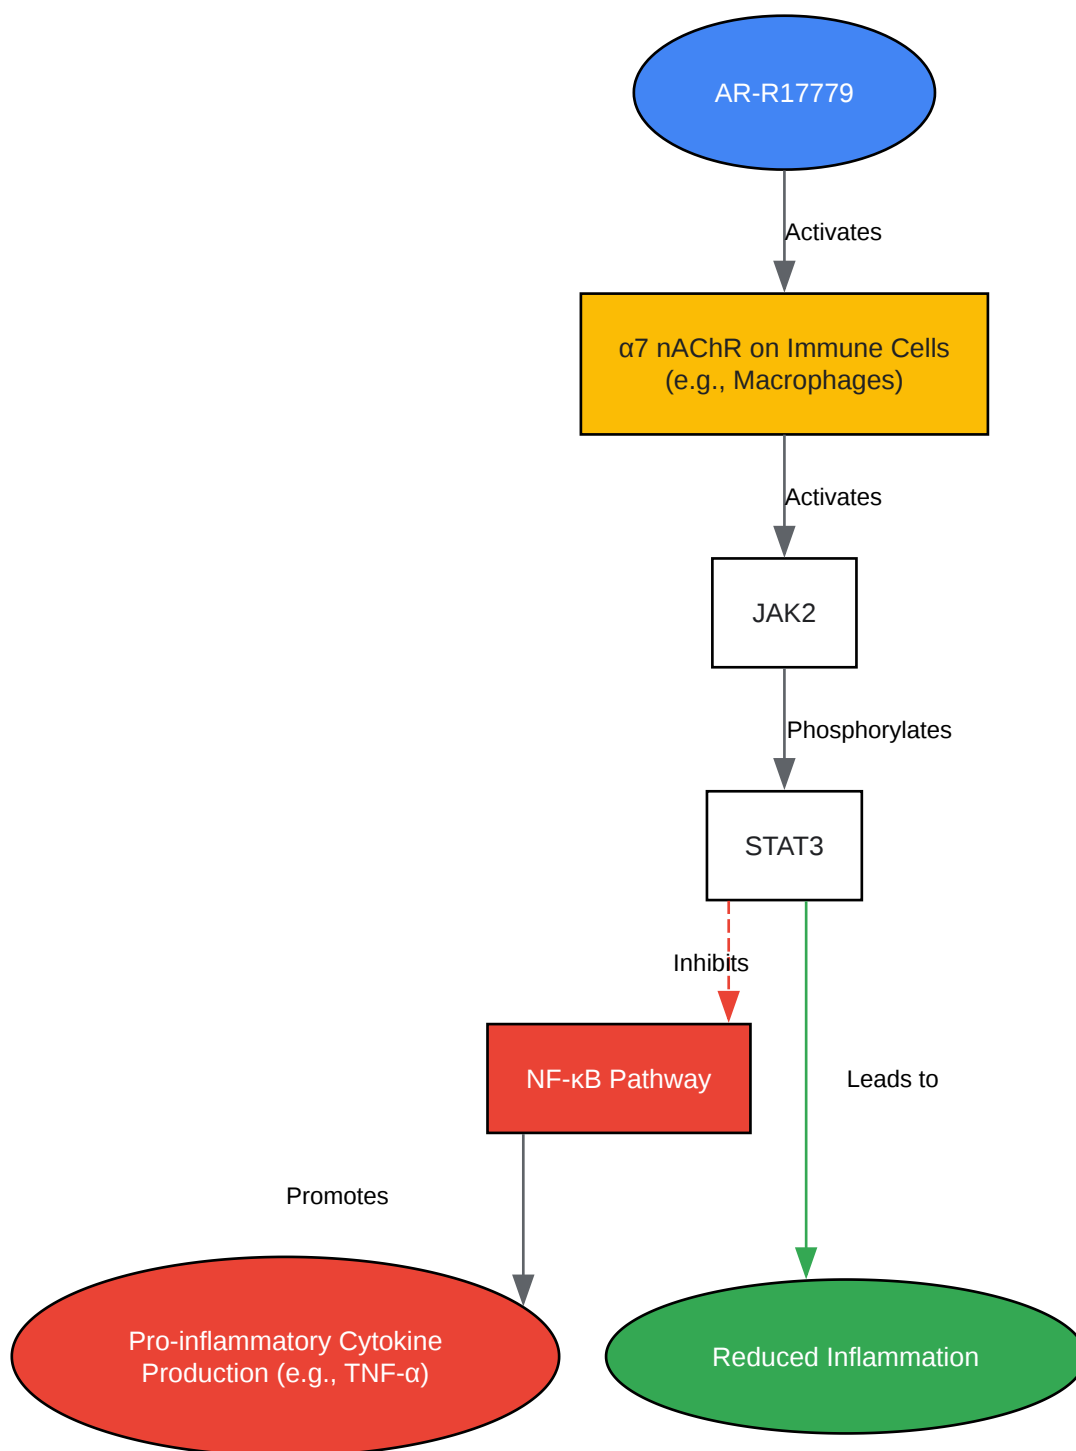 AR-R17779
Activates
α7 nAChR on Immune Cells
(e.g., Macrophages)
Activates
JAK2
Phosphorylates
STAT3
Inhibits
NF-κB Pathway
Leads to
Promotes
Pro-inflammatory Cytokine
Production (e.g., TNF-α)
Reduced Inflammation